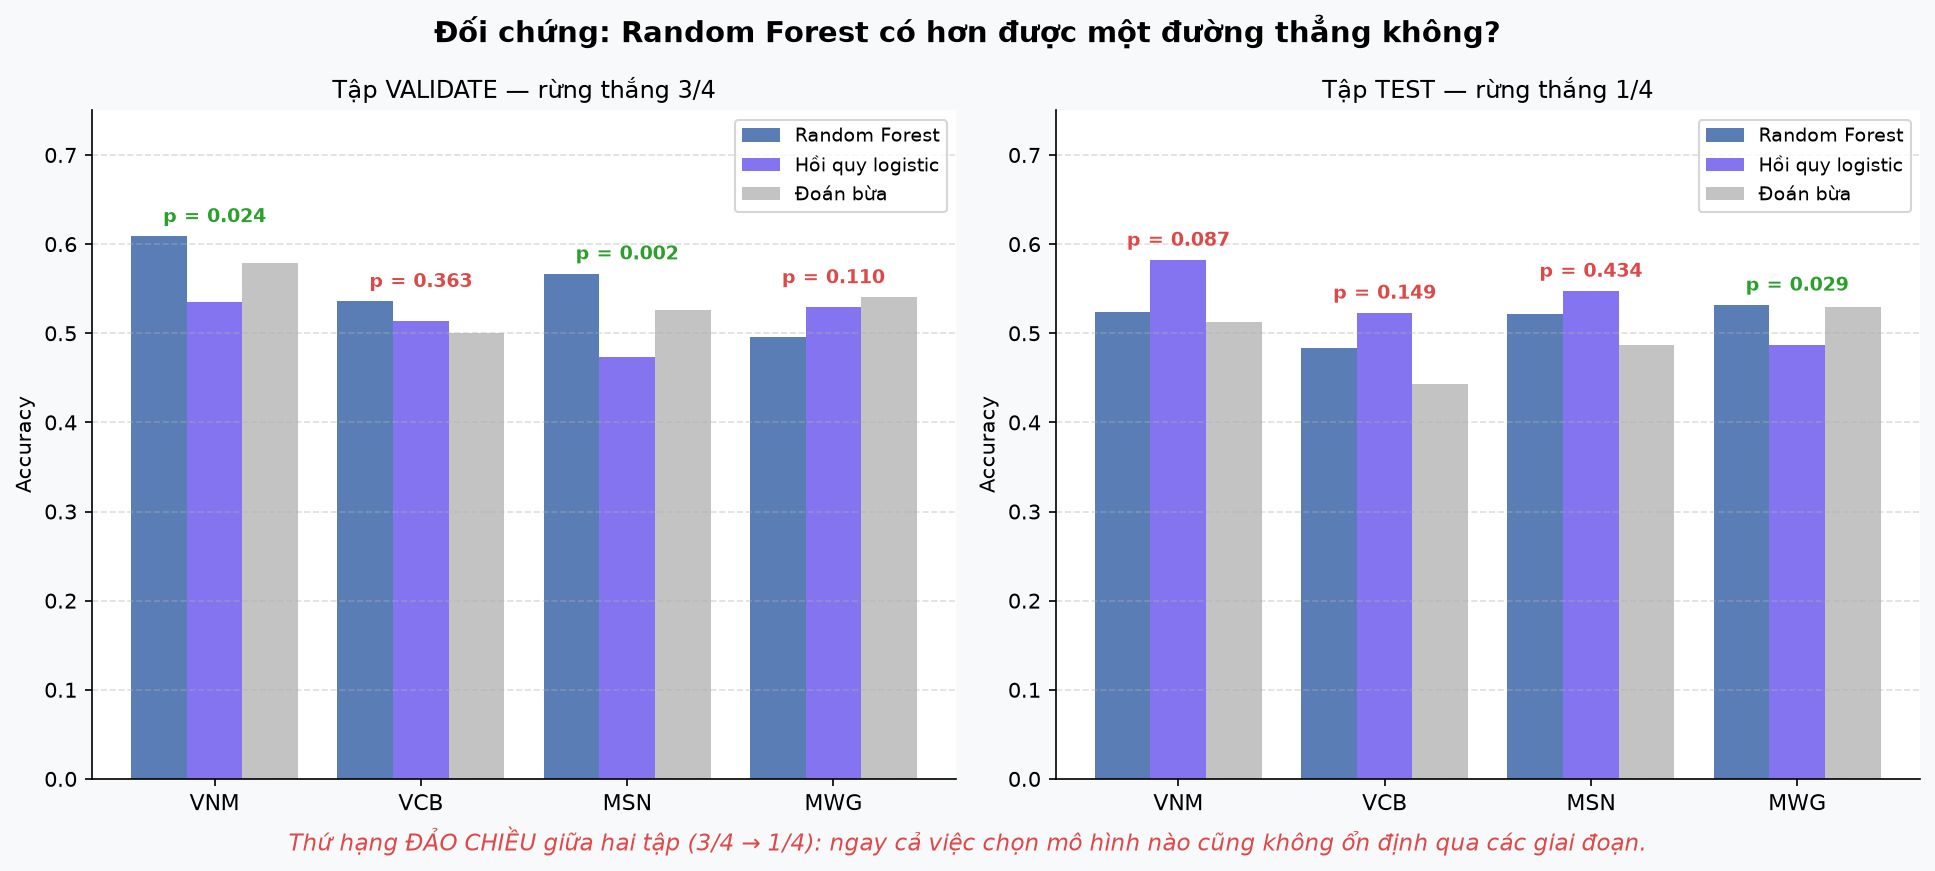 Đối chứng: Random Forest có hơn được một đường thẳng không?
Tập VALIDATE — rừng thắng 3/4
Accuracy
0.7
0.6
0.5
0.4
0.3
0.2
0.1
0.0
Random Forest
Hồi quy logistic
Đoán bừa
p = 0.024
p = 0.363
p = 0.002
p = 0.110
VNM
VCB
MSN
MWG
Tập TEST — rừng thắng 1/4
Accuracy
0.7
0.6
0.5
0.4
0.3
0.2
0.1
0.0
Random Forest
Hồi quy logistic
Đoán bừa
p = 0.087
p = 0.149
p = 0.434
p = 0.029
VNM
VCB
MSN
MWG
Thứ hạng ĐẢO CHIỀU giữa hai tập (3/4 → 1/4): ngay cả việc chọn mô hình nào cũng không ổn định qua các giai đoạn.